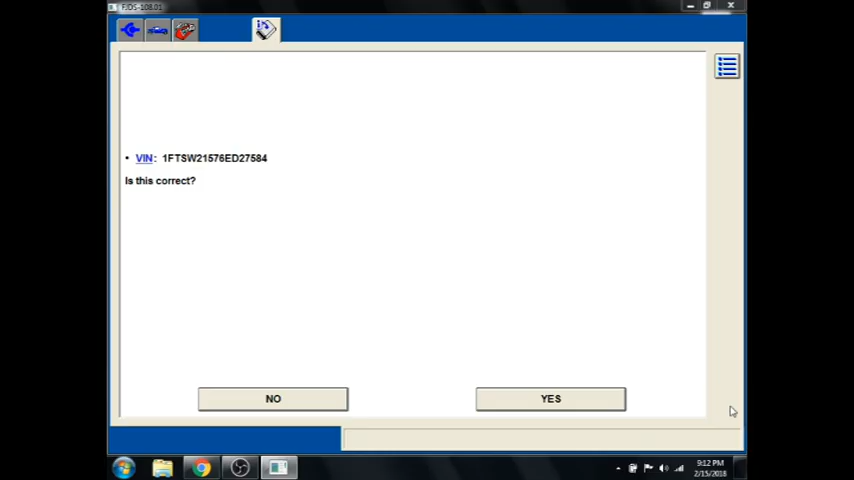 FJDS-108.01
• VIN: 1FTSW21576ED27584
Is this correct?
NO
YES
9:12 PM
2/15/2018